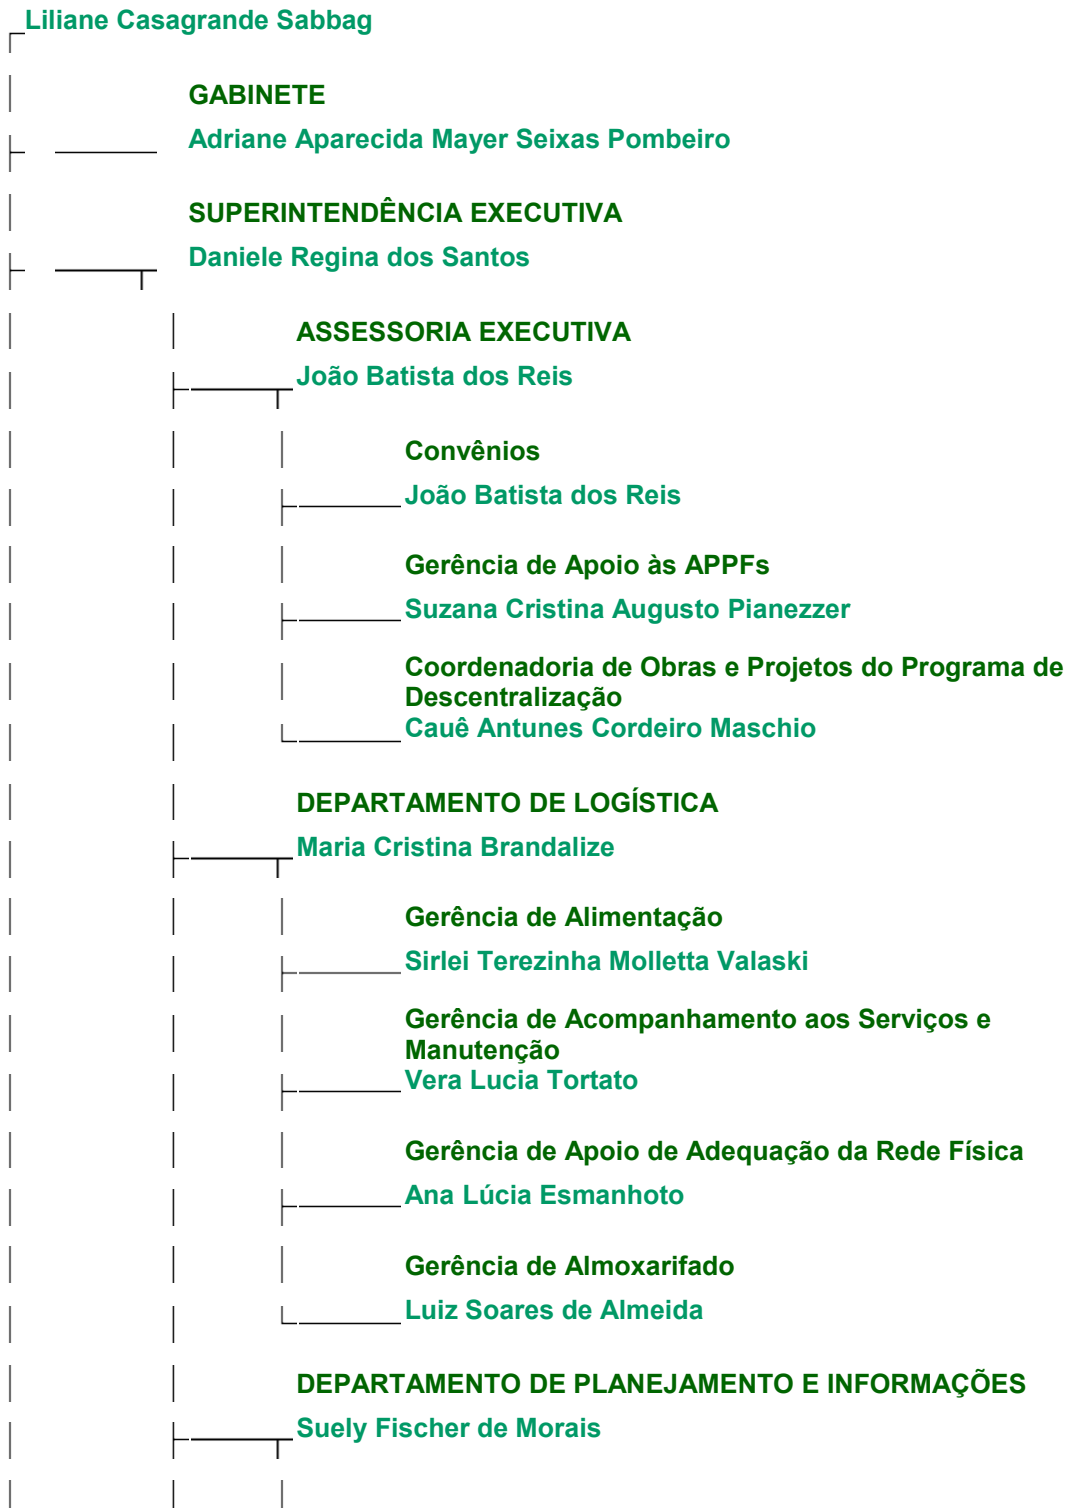 Liliane Casagrande Sabbag
GABINETE
Adriane Aparecida Mayer Seixas Pombeiro
SUPERINTENDÊNCIA EXECUTIVA
Daniele Regina dos Santos
ASSESSORIA EXECUTIVA
João Batista dos Reis
Convênios
João Batista dos Reis
Gerência de Apoio às APPFs
Suzana Cristina Augusto Pianezzer
Coordenadoria de Obras e Projetos do Programa de
Descentralização
Cauê Antunes Cordeiro Maschio
DEPARTAMENTO DE LOGÍSTICA
Maria Cristina Brandalize
Gerência de Alimentação
Sirlei Terezinha Molletta Valaski
Gerência de Acompanhamento aos Serviços e
Manutenção
Vera Lucia Tortato
Gerência de Apoio de Adequação da Rede Física
Ana Lúcia Esmanhoto
Gerência de Almoxarifado
Luiz Soares de Almeida
DEPARTAMENTO DE PLANEJAMENTO E INFORMAÇÕES
Suely Fischer de Morais